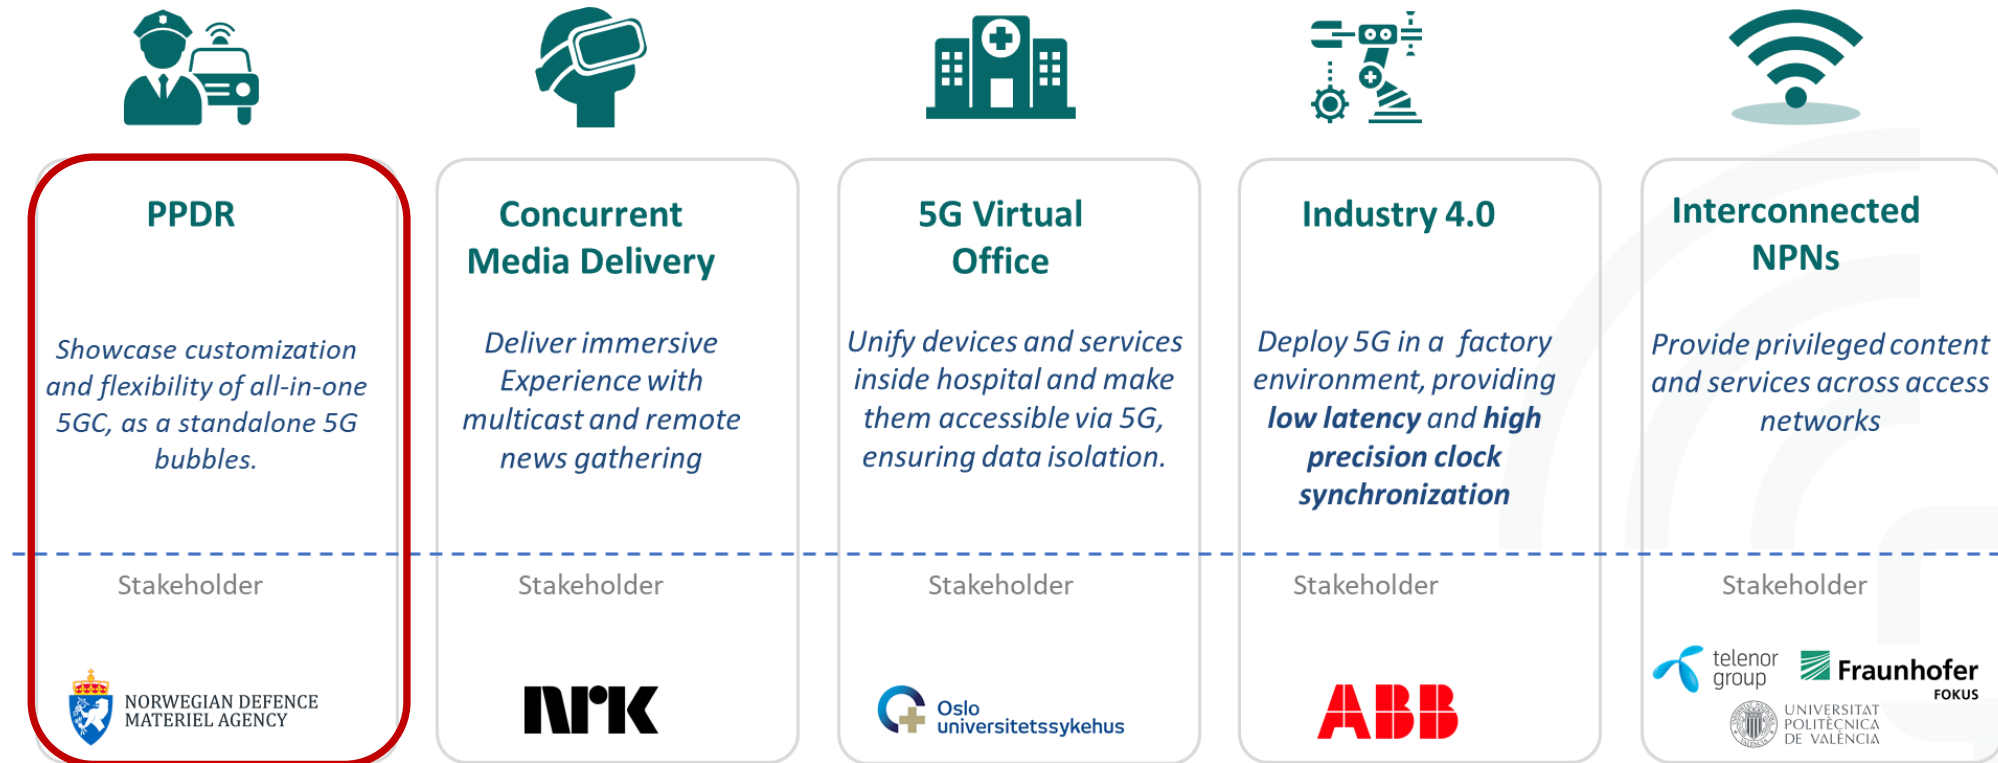 PPDR
Showcase customization
and flexibility of all-in-one
5GC, as a standalone 5G
bubbles.
Stakeholder
NORWEGIAN DEFENCE
MATERIEL AGENCY
Concurrent
Media Delivery
Deliver immersive
Experience with
multicast and remote
news gathering
Stakeholder
NRK
5G Virtual
Office
Unify devices and services
inside hospital and make
them accessible via 5G,
ensuring data isolation.
Stakeholder
Oslo
universitetssykehus
Industry 4.0
Deploy 5G in a factory
environment, providing
low latency and high
precision clock
synchronization
Stakeholder
ABB
Interconnected
NPNs
Provide privileged content
and services across access
networks
Stakeholder
telenor
group
Fraunhofer
FOKUS
UNIVERSITAT
POLITÈCNICA
DE VALÈNCIA